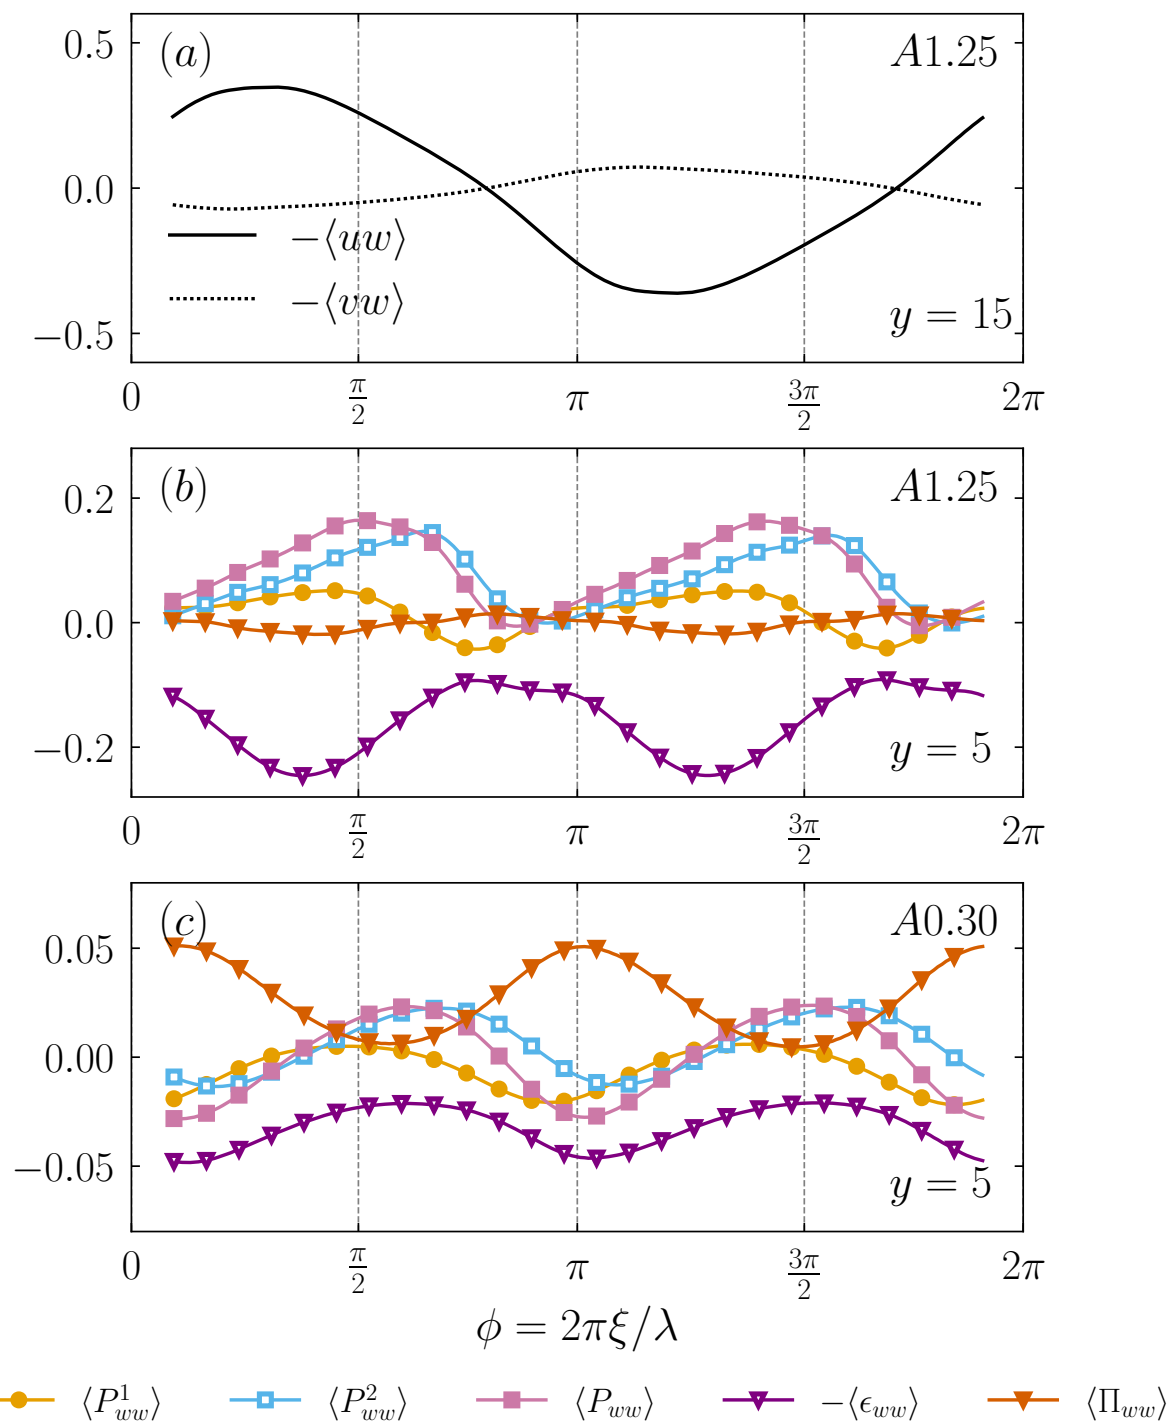 (a) A1.25
0.5
0.0
−0.5
−⟨uw⟩
−⟨vw⟩
y = 15
0 π/2 π 3π/2 2π
(b) A1.25
0.2
0.0
−0.2
y = 5
0 π/2 π 3π/2 2π
(c) A0.30
0.05
0.00
−0.05
y = 5
0 π/2 π 3π/2 2π
ϕ = 2πξ/λ
⟨P¹ww⟩ ⟨P²ww⟩ ⟨Pww⟩ −⟨ϵww⟩ ⟨Πww⟩